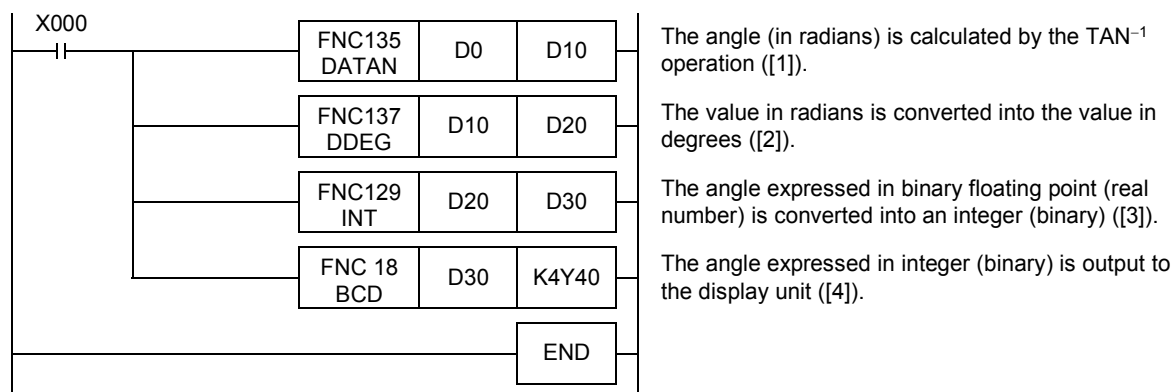 X000
FNC135
DATAN
D0
D10
The angle (in radians) is calculated by the TAN⁻¹
operation ([1]).
FNC137
DDEG
D10
D20
The value in radians is converted into the value in
degrees ([2]).
FNC129
INT
D20
D30
The angle expressed in binary floating point (real
number) is converted into an integer (binary) ([3]).
FNC 18
BCD
D30
K4Y40
The angle expressed in integer (binary) is output to
the display unit ([4]).
END